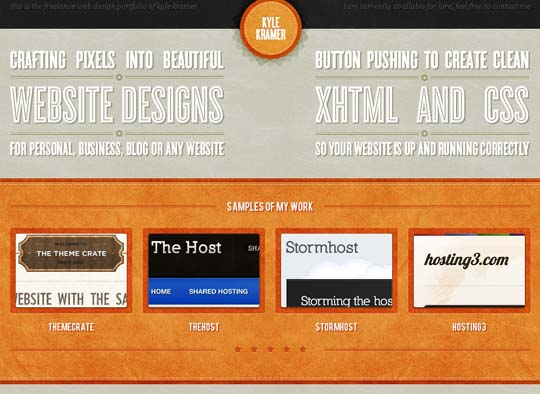 this is the freelance web design portfolio of kyle kramer
i am currently available for hire, feel free to contact me
KYLE
KRAMER
CRAFTING PIXELS INTO BEAUTIFUL
WEBSITE DESIGNS
FOR PERSONAL, BUSINESS, BLOG OR ANY WEBSITE
BUTTON PUSHING TO CREATE CLEAN
XHTML AND CSS
SO YOUR WEBSITE IS UP AND RUNNING CORRECTLY
SAMPLES OF MY WORK
WELCOME TO
THE THEME CRATE
EBSITE WITH THE SA
THEMECRATE
The Host
SHA
HOME SHARED HOSTING
THEHOST
Stormhost
Storming the hos
STORMHOST
hosting3.com
HOSTING3